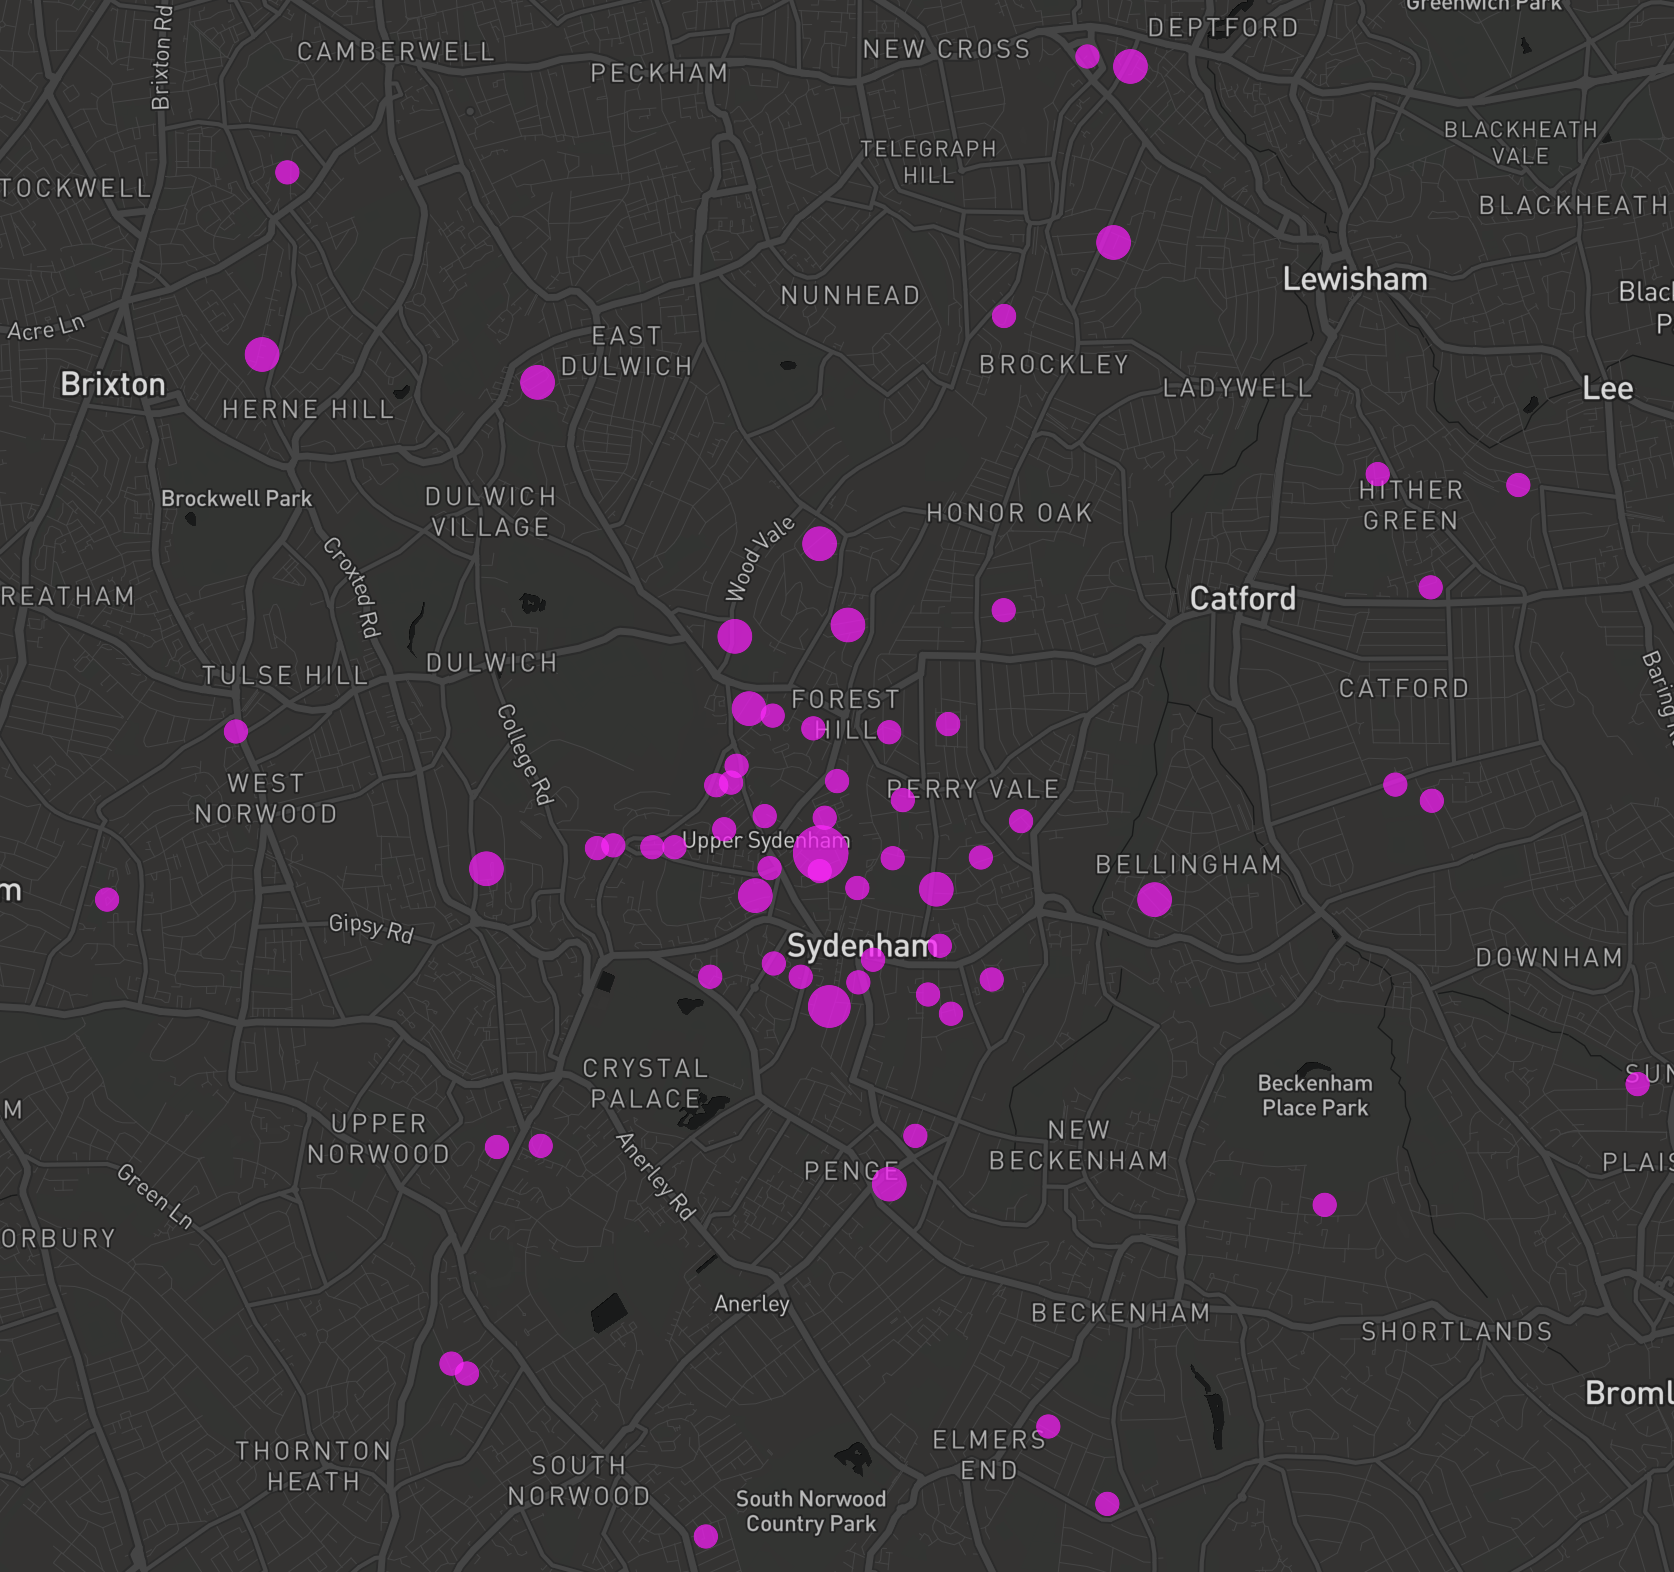 Greenwich Park
Brixton Rd
CAMBERWELL
NEW CROSS
DEPTFORD
PECKHAM
BLACKHEATH
VALE
TELEGRAPH
HILL
TOCKWELL
BLACKHEATH
Lewisham
NUNHEAD
Black
P
Acre Ln
EAST
DULWICH
BROCKLEY
Brixton
LADYWELL
Lee
HERNE HILL
Brockwell Park
DULWICH
VILLAGE
HITHER
GREEN
HONOR OAK
Wood Vale
Croxted Rd
REATHAM
Catford
TULSE HILL
DULWICH
CATFORD
Baring R
FOREST
HILL
College Rd
WEST
NORWOOD
PERRY VALE
Upper Sydenham
BELLINGHAM
m
Gipsy Rd
Sydenham
DOWNHAM
CRYSTAL
PALACE
Beckenham
Place Park
SUN
M
UPPER
NORWOOD
NEW
BECKENHAM
Anerley Rd
PENGE
PLAIS
Green Ln
ORBURY
Anerley
BECKENHAM
SHORTLANDS
Broml
THORNTON
HEATH
ELMERS
END
SOUTH
NORWOOD
South Norwood
Country Park